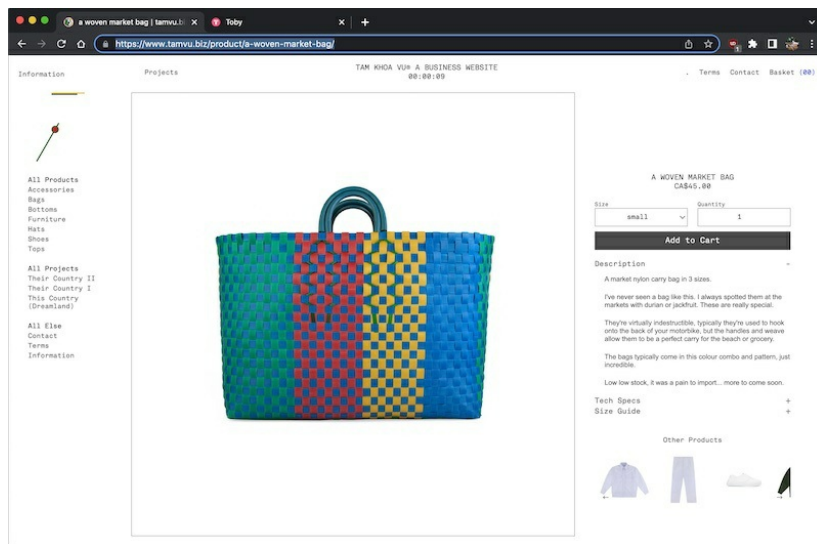 a woven market bag | tamvu.bi
Toby
https://www.tamvu.biz/product/a-woven-market-bag/
Information
Projects
TAM KHOA VU® A BUSINESS WEBSITE
00:00:09
. Terms Contact Basket (00)
All Products
Accessories
Bags
Bottoms
Furniture
Hats
Shoes
Tops
All Projects
Their Country II
Their Country I
This Country
(Dreamland)
All Else
Contact
Terms
Information
A WOVEN MARKET BAG
CA$45.00
Size
Quantity
small
1
Add to Cart
Description -
A market nylon carry bag in 3 sizes.
I've never seen a bag like this. I always spotted them at the
markets with durian or jackfruit. These are really special.
They're virtually indestructible, typically they're used to hook
onto the back of your motorbike, but the handles and weave
allow them to be a perfect carry for the beach or grocery.
The bags typically come in this colour combo and pattern, just
incredible.
Low low stock, it was a pain to import... more to come soon.
Tech Specs +
Size Guide +
Other Products